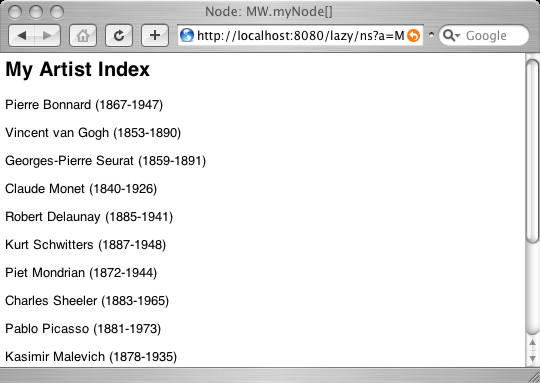 Node: MW.myNode[]
http://localhost:8080/lazy/ns?a=M
Google
My Artist Index
Pierre Bonnard (1867-1947)
Vincent van Gogh (1853-1890)
Georges-Pierre Seurat (1859-1891)
Claude Monet (1840-1926)
Robert Delaunay (1885-1941)
Kurt Schwitters (1887-1948)
Piet Mondrian (1872-1944)
Charles Sheeler (1883-1965)
Pablo Picasso (1881-1973)
Kasimir Malevich (1878-1935)